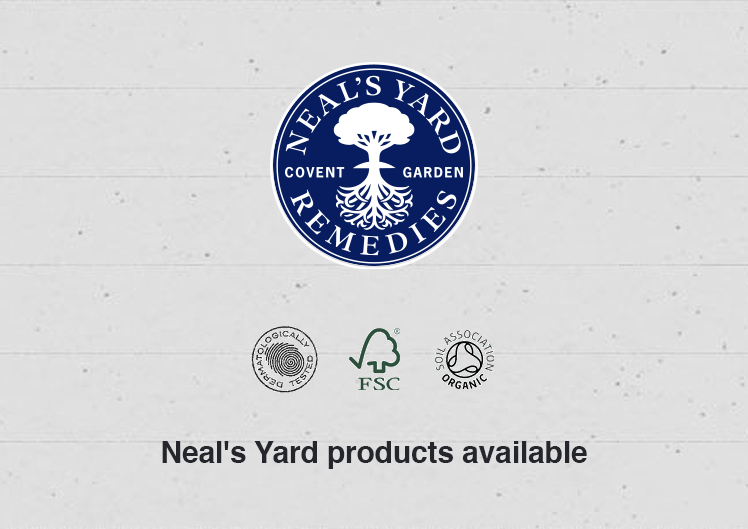 NEAL'S YARD
COVENT GARDEN
REMEDIES
DERMATOLOGICALLY TESTED
®
FSC
SOIL ASSOCIATION
ORGANIC
Neal's Yard products available